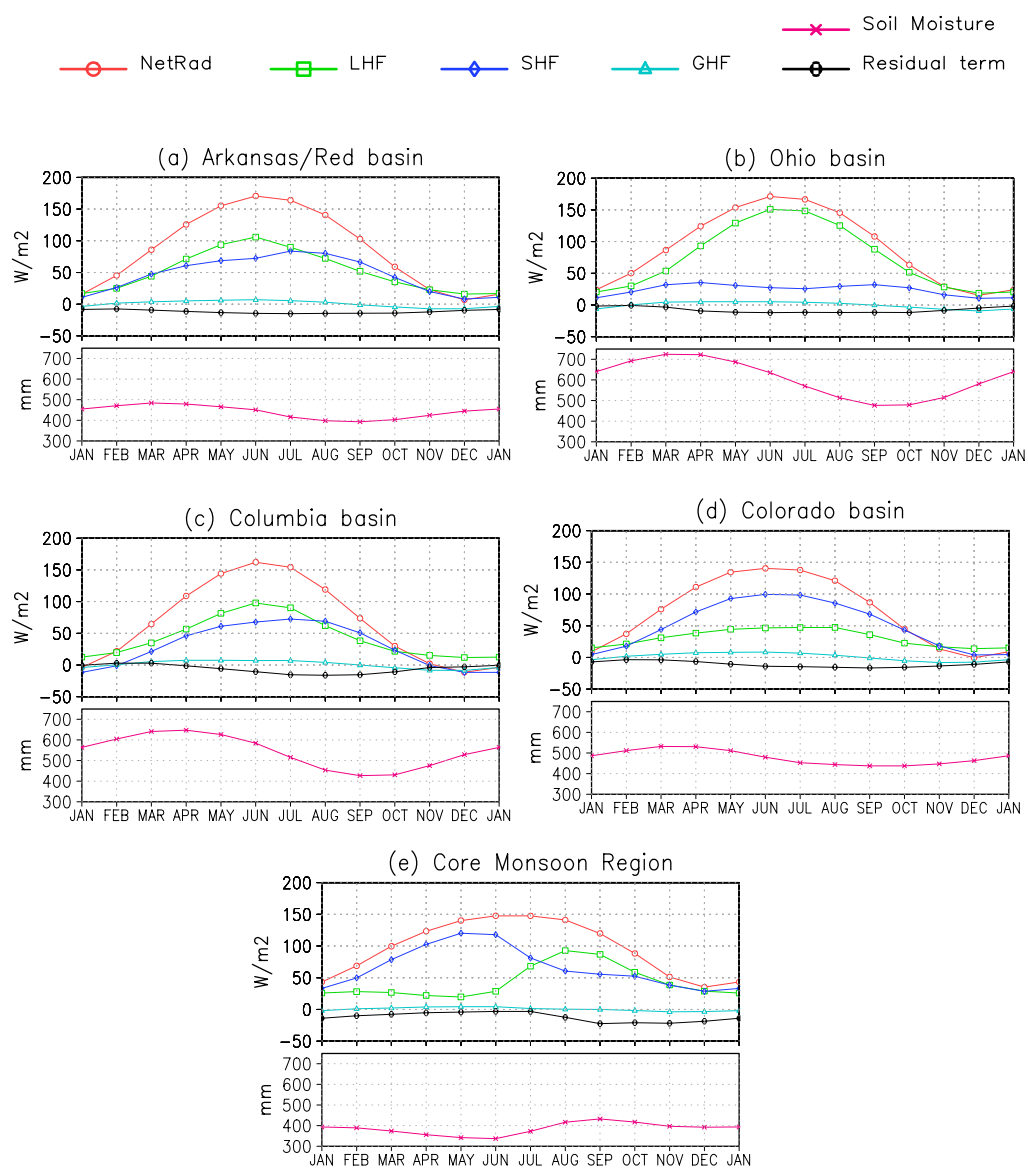 Soil Moisture
NetRad LHF SHF GHF Residual term
(a) Arkansas/Red basin
200
150
100
50
0
−50
W/m2
700
600
500
400
300
mm
JAN FEB MAR APR MAY JUN JUL AUG SEP OCT NOV DEC JAN
(b) Ohio basin
200
150
100
50
0
−50
W/m2
700
600
500
400
300
mm
JAN FEB MAR APR MAY JUN JUL AUG SEP OCT NOV DEC JAN
(c) Columbia basin
200
150
100
50
0
−50
W/m2
700
600
500
400
300
mm
JAN FEB MAR APR MAY JUN JUL AUG SEP OCT NOV DEC JAN
(d) Colorado basin
200
150
100
50
0
−50
W/m2
700
600
500
400
300
mm
JAN FEB MAR APR MAY JUN JUL AUG SEP OCT NOV DEC JAN
(e) Core Monsoon Region
200
150
100
50
0
−50
W/m2
700
600
500
400
300
mm
JAN FEB MAR APR MAY JUN JUL AUG SEP OCT NOV DEC JAN